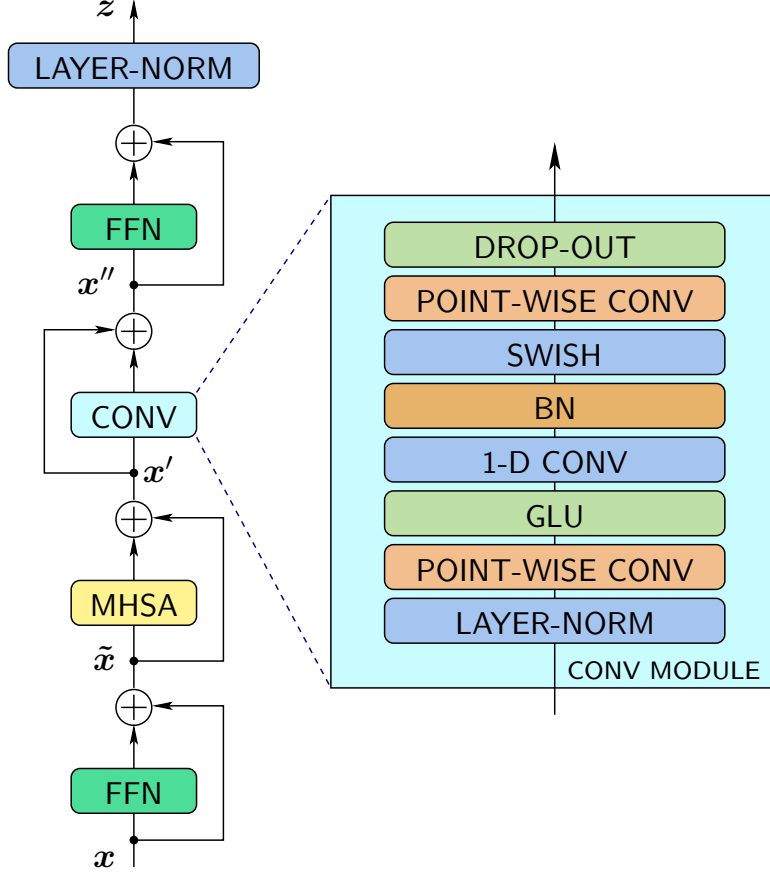 z
LAYER-NORM
FFN
x''
CONV
x'
MHSA
x̃
FFN
x
DROP-OUT
POINT-WISE CONV
SWISH
BN
1-D CONV
GLU
POINT-WISE CONV
LAYER-NORM
CONV MODULE